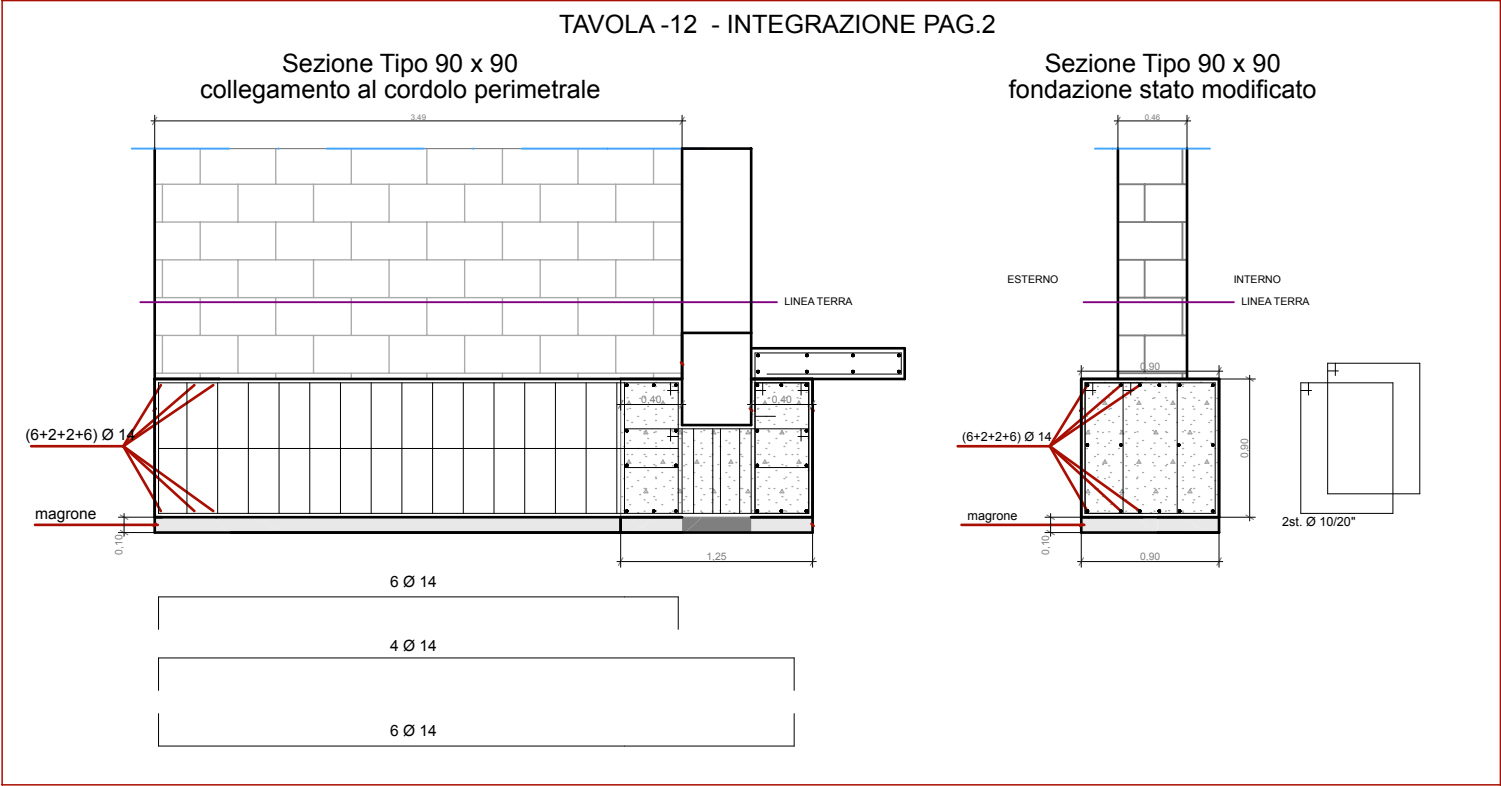 TAVOLA -12 - INTEGRAZIONE PAG.2
Sezione Tipo 90 x 90
collegamento al cordolo perimetrale
3.49
LINEA TERRA
0,40
0,40
(6+2+2+6) Ø 14
magrone
0,10
1,25
6 Ø 14
4 Ø 14
6 Ø 14
Sezione Tipo 90 x 90
fondazione stato modificato
0.46
ESTERNO
INTERNO
LINEA TERRA
0,90
(6+2+2+6) Ø 14
0,90
magrone
0,10
0,90
2st. Ø 10/20"